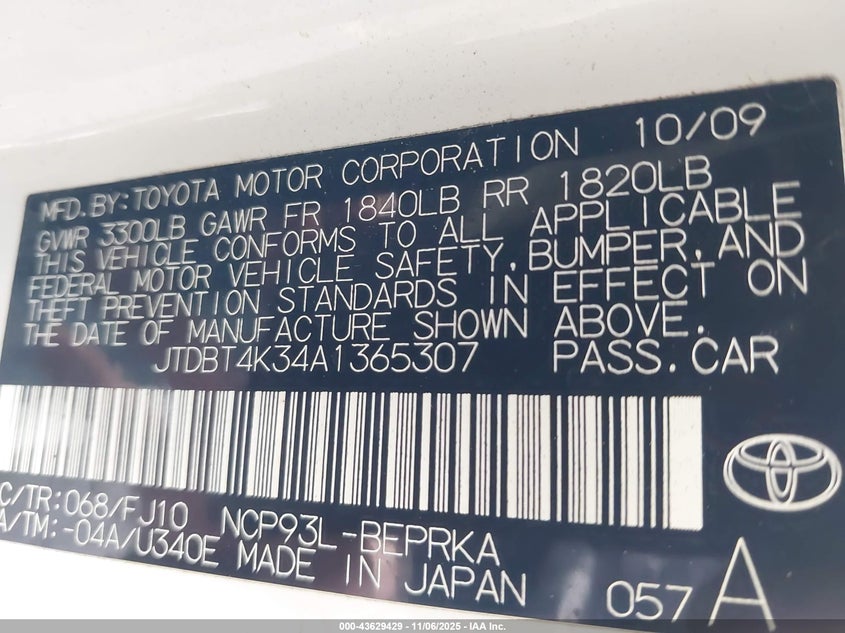 MFD.BY:TOYOTA MOTOR CORPORATION 10/09
GVWR 3300LB GAWR FR 1840LB RR 1820LB
THIS VEHICLE CONFORMS TO ALL APPLICABLE
FEDERAL MOTOR VEHICLE SAFETY,BUMPER,AND
THEFT PREVENTION STANDARDS IN EFFECT ON
THE DATE OF MANUFACTURE SHOWN ABOVE.
JTDBT4K34A1365307 PASS.CAR
C/TR:068/FJ10 NCP93L-BEPRKA
A/TM:-04A/U340E MADE IN JAPAN 057 A
000-43629429 - 11/06/2025 - IAA Inc.